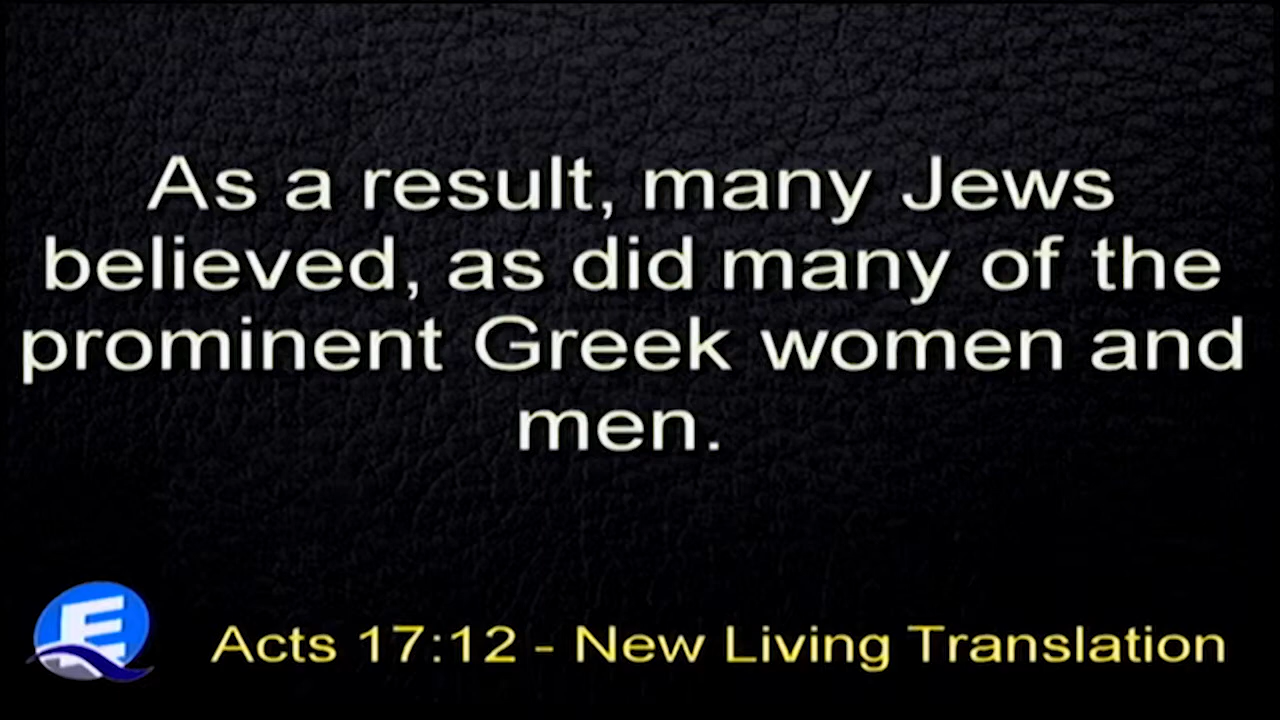 As a result, many Jews
believed, as did many of the
prominent Greek women and
men.
E
Acts 17:12 - New Living Translation